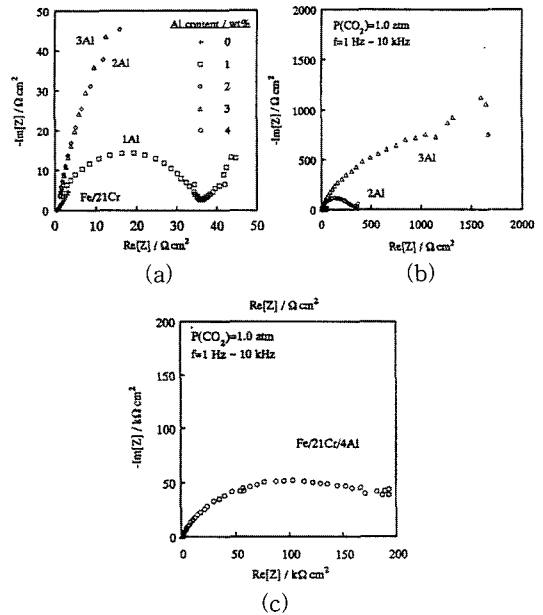 50
40
30
20
10
0
-Im[Z] / Ω cm²
3Al
2Al
1Al
Fe/21Cr
Al content / wt%
+ 0
□ 1
◇ 2
△ 3
○ 4
0 10 20 30 40 50
Re[Z] / Ω cm²
(a)
2000
1500
1000
500
0
-Im[Z] / Ω cm²
P(CO₂)=1.0 atm
f=1 Hz ~ 10 kHz
3Al
2Al
0 500 1000 1500 2000
Re[Z] / Ω cm²
(b)
Re[Z] / Ω cm²
200
150
100
50
0
-Im[Z] / kΩ cm²
P(CO₂)=1.0 atm
f=1 Hz ~ 10 kHz
Fe/21Cr/4Al
0 50 100 150 200
Re[Z] / kΩ cm²
(c)